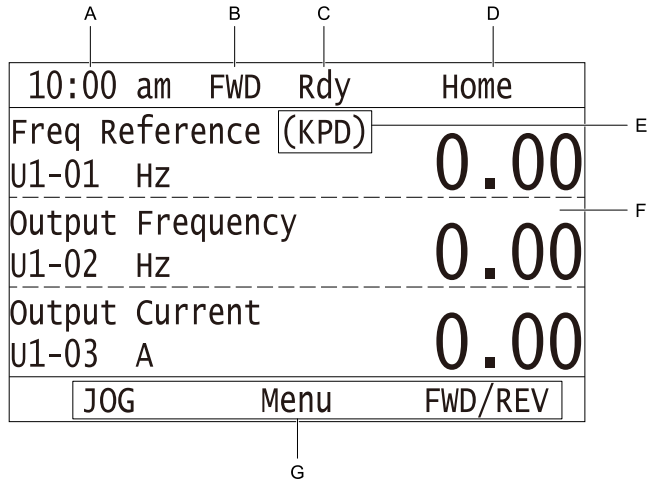 A B C D
10:00 am FWD Rdy Home
Freq Reference (KPD) 0.00 E
U1-01 Hz
F
Output Frequency 0.00
U1-02 Hz
Output Current 0.00
U1-03 A
JOG Menu FWD/REV
G